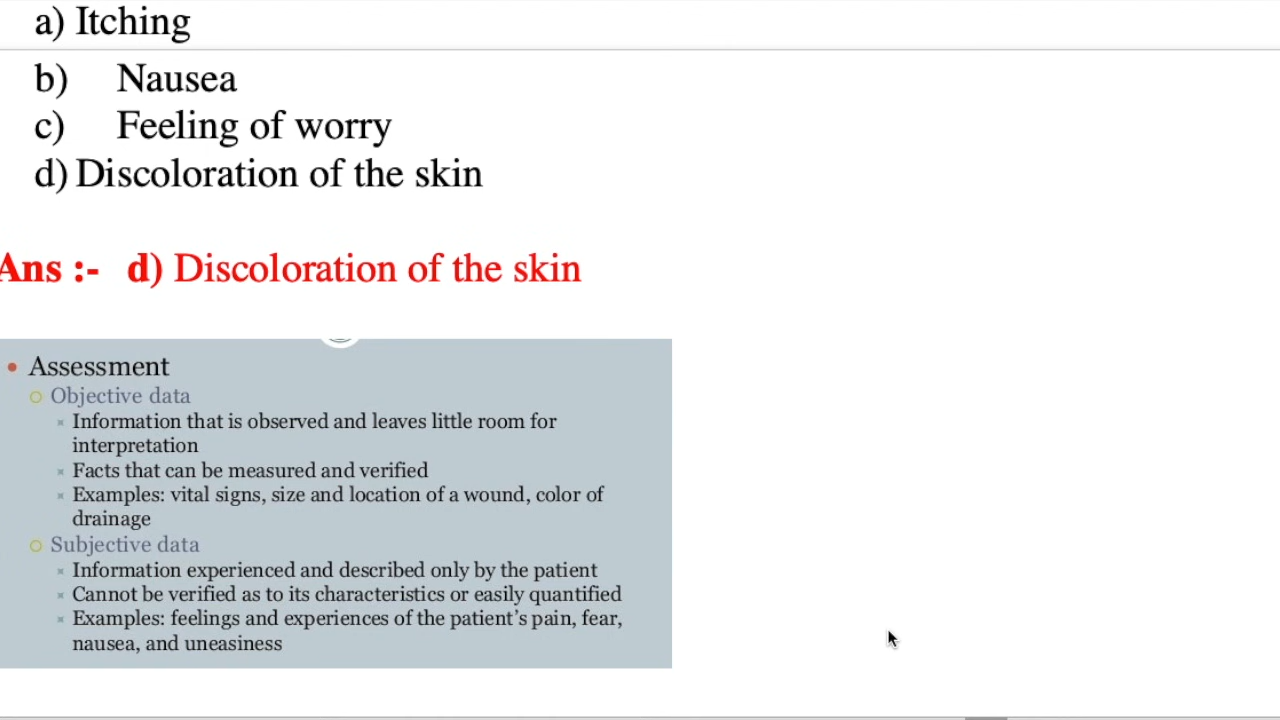 a) Itching
b) Nausea
c) Feeling of worry
d) Discoloration of the skin
Ans :- d) Discoloration of the skin
• Assessment
○ Objective data
× Information that is observed and leaves little room for
interpretation
× Facts that can be measured and verified
× Examples: vital signs, size and location of a wound, color of
drainage
○ Subjective data
× Information experienced and described only by the patient
× Cannot be verified as to its characteristics or easily quantified
× Examples: feelings and experiences of the patient's pain, fear,
nausea, and uneasiness